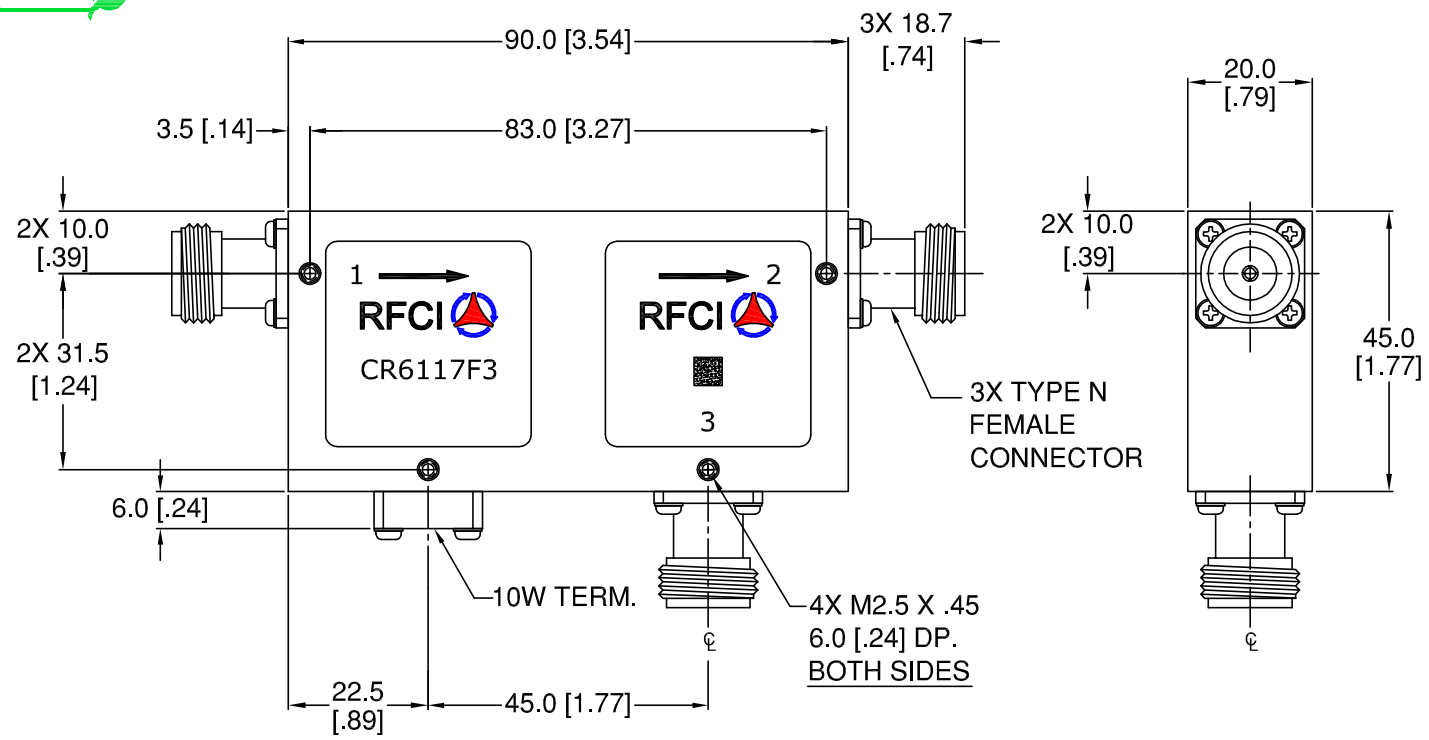 90.0 [3.54]
3X 18.7
[.74]
20.0
[.79]
3.5 [.14]
83.0 [3.27]
2X 10.0
[.39]
2X 10.0
[.39]
1
2
RFCI
RFCI
CR6117F3
2X 31.5
[1.24]
45.0
[1.77]
3
3X TYPE N
FEMALE
CONNECTOR
6.0 [.24]
10W TERM.
4X M2.5 X .45
6.0 [.24] DP.
BOTH SIDES
℄
℄
22.5
[.89]
45.0 [1.77]